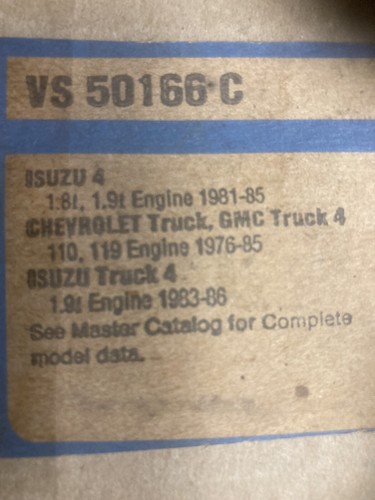 VS 50166 C
ISUZU 4
1.8ℓ, 1.9ℓ Engine 1981-85
CHEVROLET Truck, GMC Truck 4
110, 119 Engine 1976-85
ISUZU Truck 4
1.9ℓ Engine 1983-86
See Master Catalog for Complete
model data.